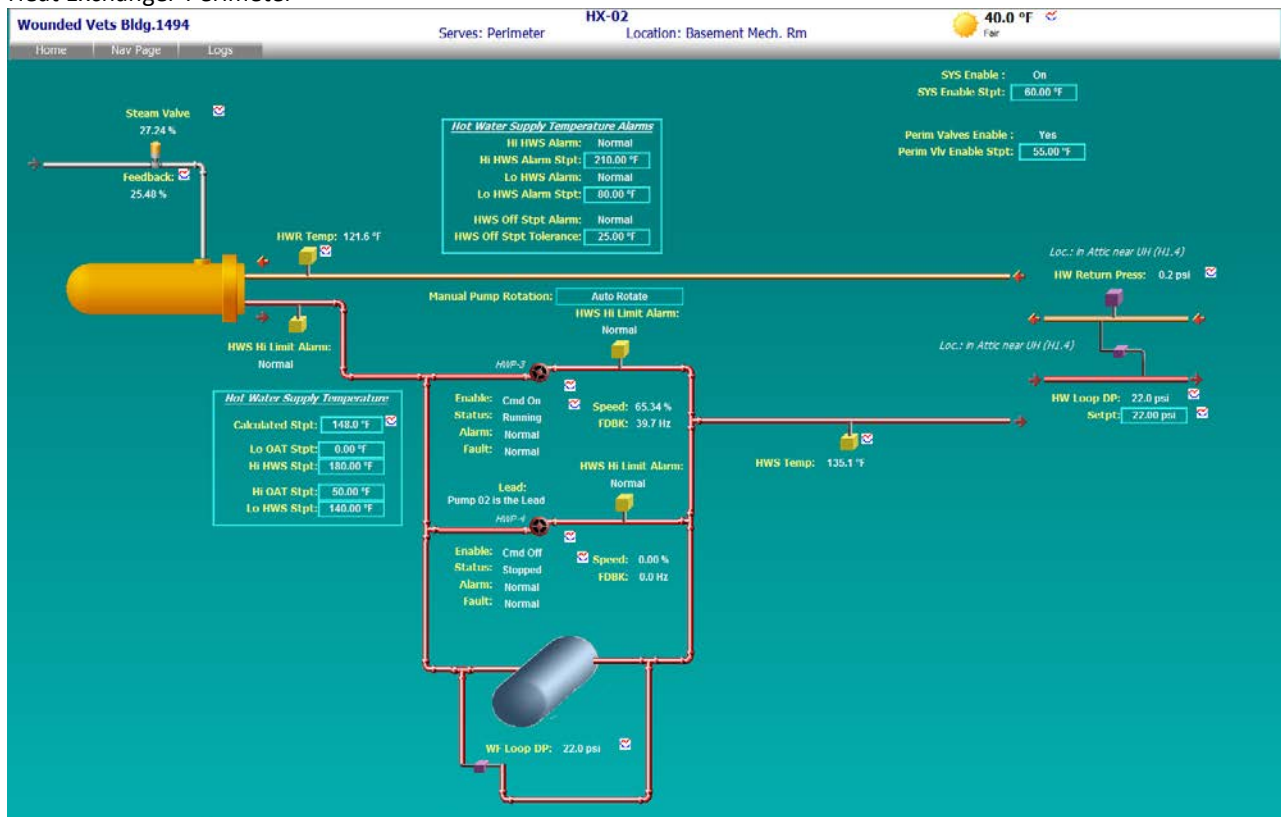 Wounded Vets Bldg.1494
HX-02
Serves: Perimeter Location: Basement Mech. Rm
40.0 °F
Fair
Home Nav Page Logs
SYS Enable : On
SYS Enable Stpt: 60.00 °F
Perim Valves Enable : Yes
Perim Vlv Enable Stpt: 55.00 °F
Steam Valve
27.24 %
Feedback:
25.48 %
Hot Water Supply Temperature Alarms
Hi HWS Alarm: Normal
Hi HWS Alarm Stpt: 210.00 °F
Lo HWS Alarm: Normal
Lo HWS Alarm Stpt: 80.00 °F
HWS Off Stpt Alarm: Normal
HWS Off Stpt Tolerance: 25.00 °F
HWR Temp: 121.6 °F
Loc.: in Attic near UH (H1.4)
HW Return Press: 0.2 psi
Manual Pump Rotation: Auto Rotate
HWS Hi Limit Alarm:
Normal
HWS Hi Limit Alarm:
Normal
Loc.: in Attic near UH (H1.4)
HW Loop DP: 22.0 psi
Setpt: 22.00 psi
HWP-3
Enable: Cmd On
Status: Running
Alarm: Normal
Fault: Normal
Speed: 65.34 %
FDBK: 39.7 Hz
Hot Water Supply Temperature
Calculated Stpt: 148.0 °F
Lo OAT Stpt: 0.00 °F
Hi HWS Stpt: 180.00 °F
Hi OAT Stpt: 50.00 °F
Lo HWS Stpt: 140.00 °F
HWS Temp: 135.1 °F
HWS Hi Limit Alarm:
Normal
Lead:
Pump 02 is the Lead
HWP-4
Enable: Cmd Off
Status: Stopped
Alarm: Normal
Fault: Normal
Speed: 0.00 %
FDBK: 0.0 Hz
WF Loop DP: 22.0 psi